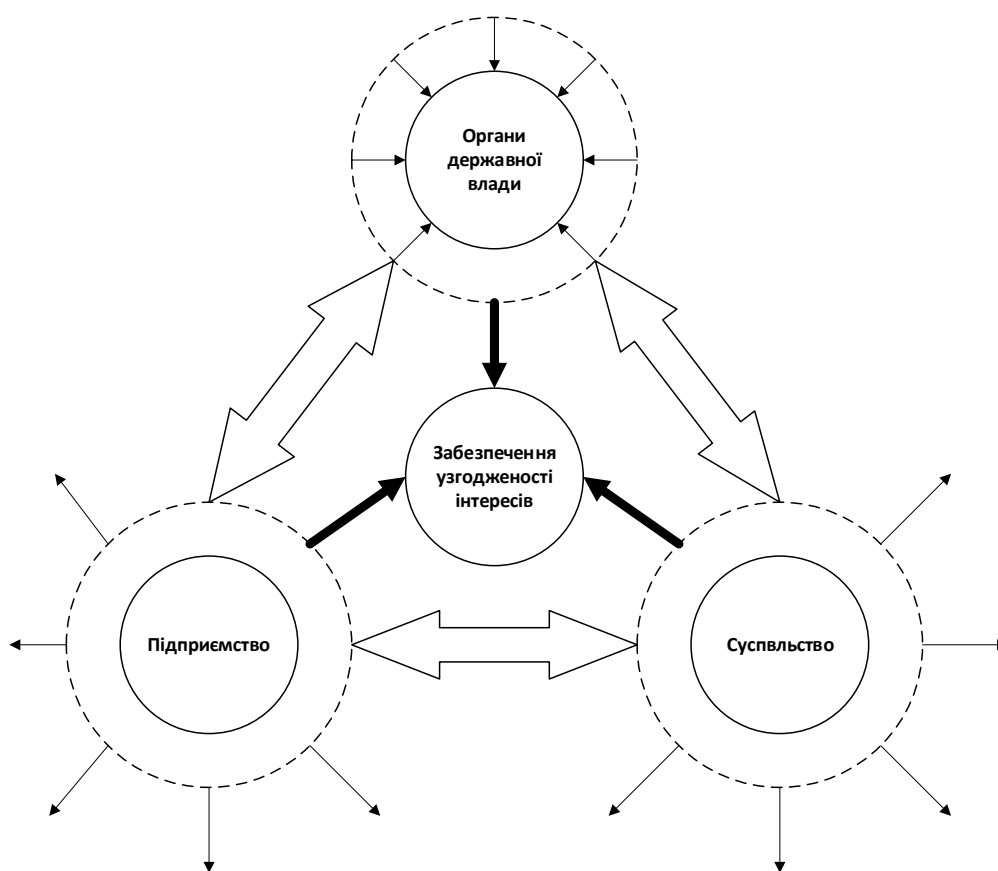 Органи
державної
влади
Забезпечення
узгодженості
інтересів
Підприємство
Суспвльство